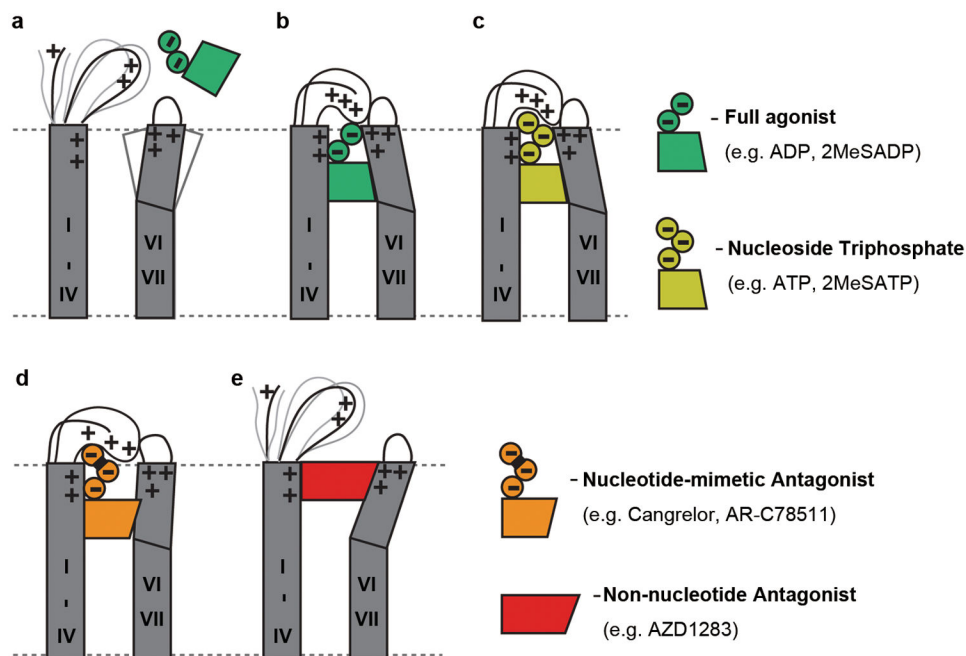 a
b
c
I
-
IV
VI
VII
I
-
IV
VI
VII
I
-
IV
VI
VII
- Full agonist
(e.g. ADP, 2MeSADP)
- Nucleoside Triphosphate
(e.g. ATP, 2MeSATP)
d
e
I
-
IV
VI
VII
I
-
IV
VI
VII
-Nucleotide-mimetic Antagonist
(e.g. Cangrelor, AR-C78511)
-Non-nucleotide Antagonist
(e.g. AZD1283)